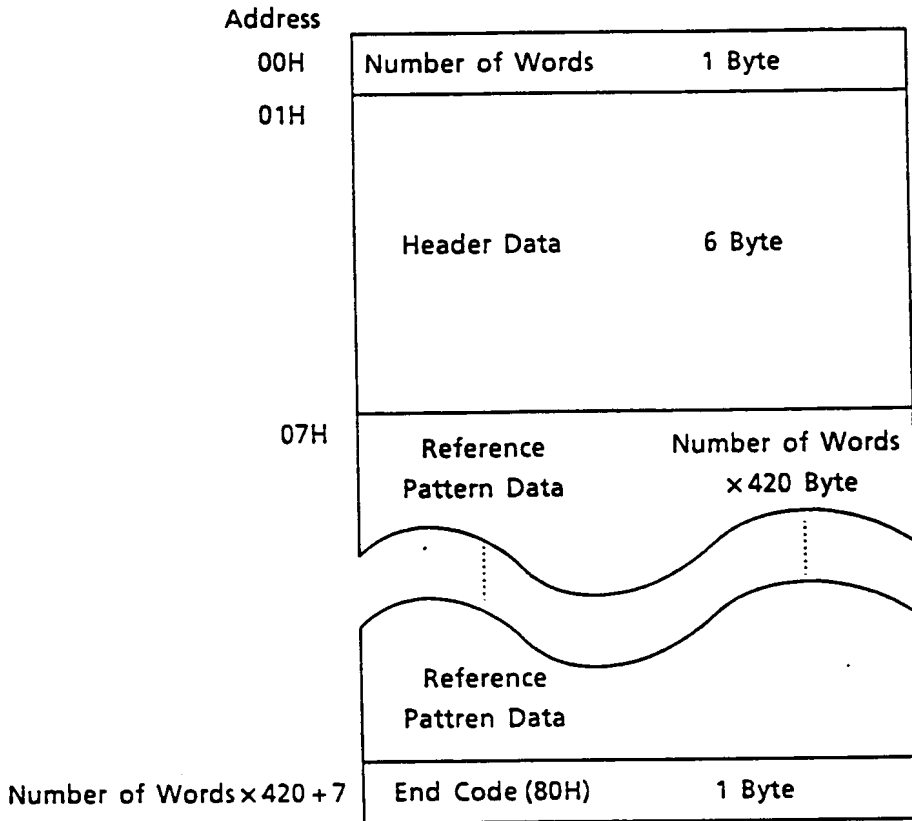 Address
00H Number of Words 1 Byte
01H
Header Data 6 Byte
07H
Reference Number of Words
Pattern Data ×420 Byte
Reference
Pattren Data
Number of Words×420+7 End Code (80H) 1 Byte